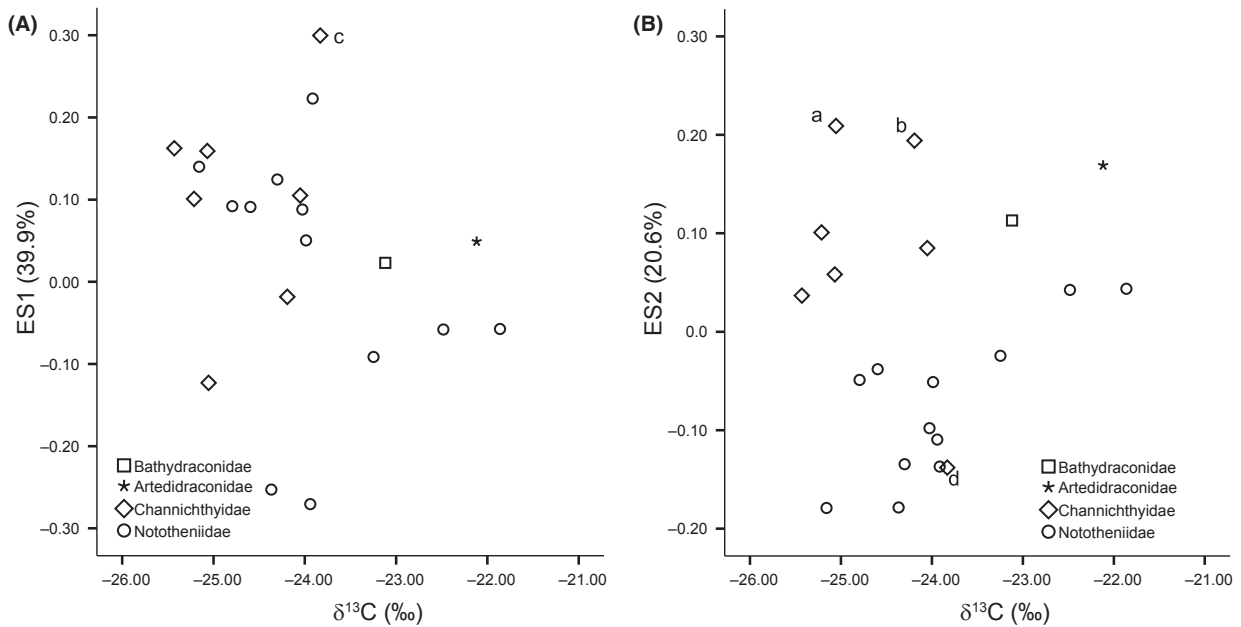 (A)
ES1 (39.9%)
0.30
0.20
0.10
0.00
–0.10
–0.20
–0.30
c
Bathydraconidae
Artedidraconidae
Channichthyidae
Nototheniidae
–26.00 –25.00 –24.00 –23.00 –22.00 –21.00
δ¹³C (‰)
(B)
ES2 (20.6%)
0.30
0.20
0.10
0.0
–0.10
–0.20
a
b
d
Bathydraconidae
Artedidraconidae
Channichthyidae
Nototheniidae
–26.00 –25.00 –24.00 –23.00 –22.00 –21.00
δ¹³C (‰)